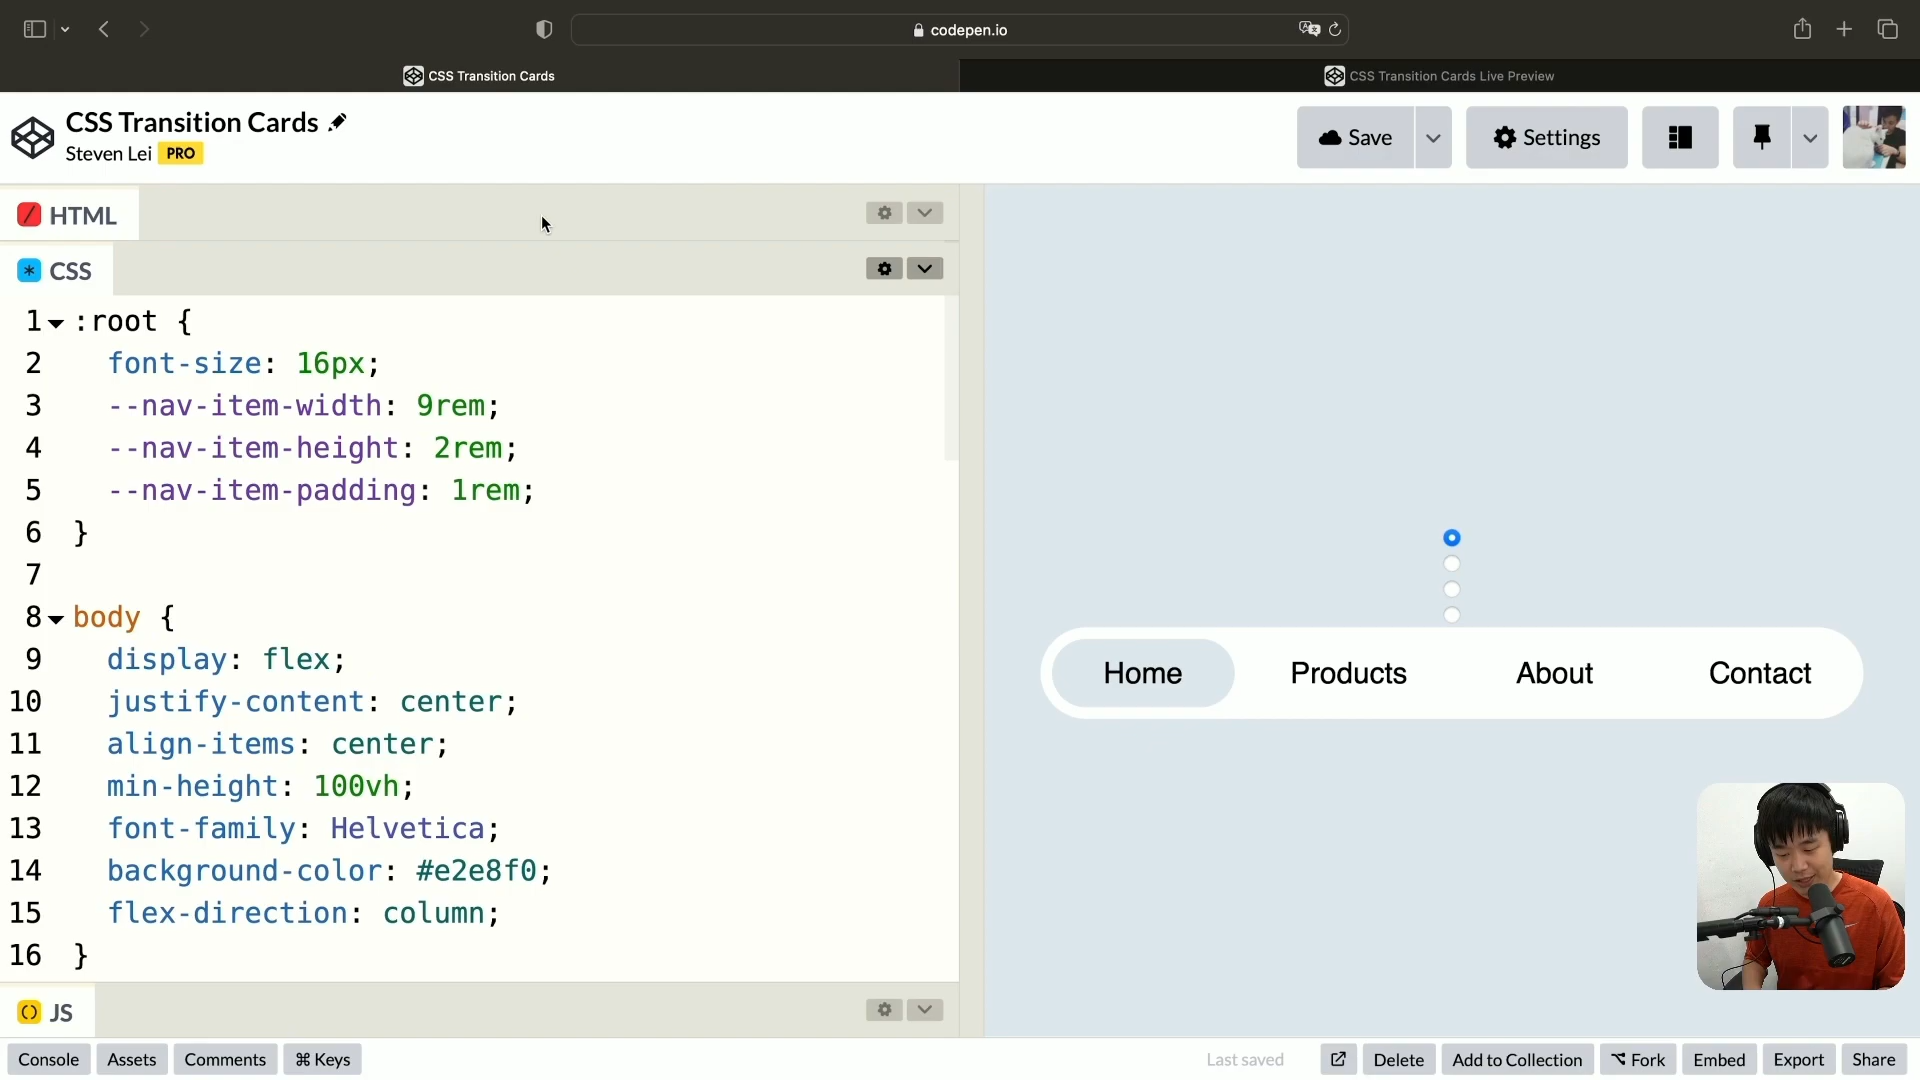 codepen.io
CSS Transition Cards
CSS Transition Cards Live Preview
CSS Transition Cards
Steven Lei PRO
Save
Settings
HTML
CSS
1 :root {
2 font-size: 16px;
3 --nav-item-width: 9rem;
4 --nav-item-height: 2rem;
5 --nav-item-padding: 1rem;
6 }
7
8 body {
9 display: flex;
10 justify-content: center;
11 align-items: center;
12 min-height: 100vh;
13 font-family: Helvetica;
14 background-color: #e2e8f0;
15 flex-direction: column;
16 }
Home Products About Contact
JS
Console Assets Comments ⌘ Keys Last saved Delete Add to Collection Fork Embed Export Share